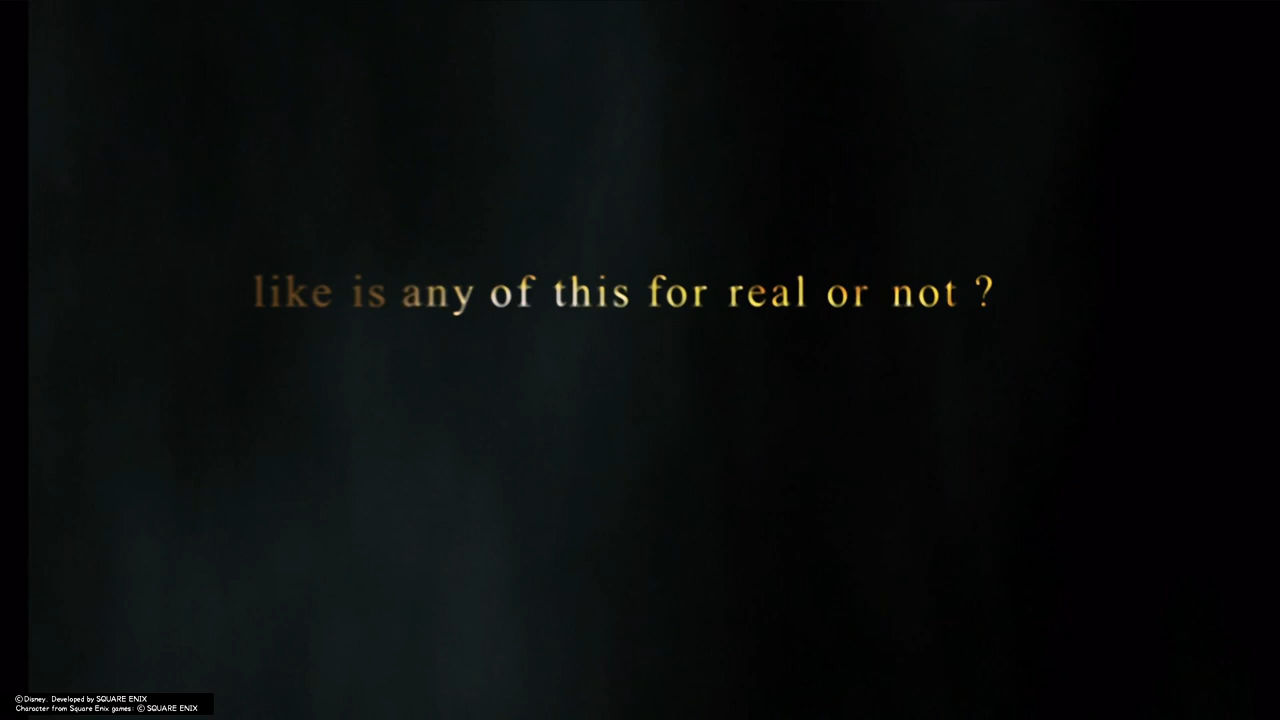 like is any of this for real or not ?
©Disney. Developed by SQUARE ENIX
Character from Square Enix games: © SQUARE ENIX